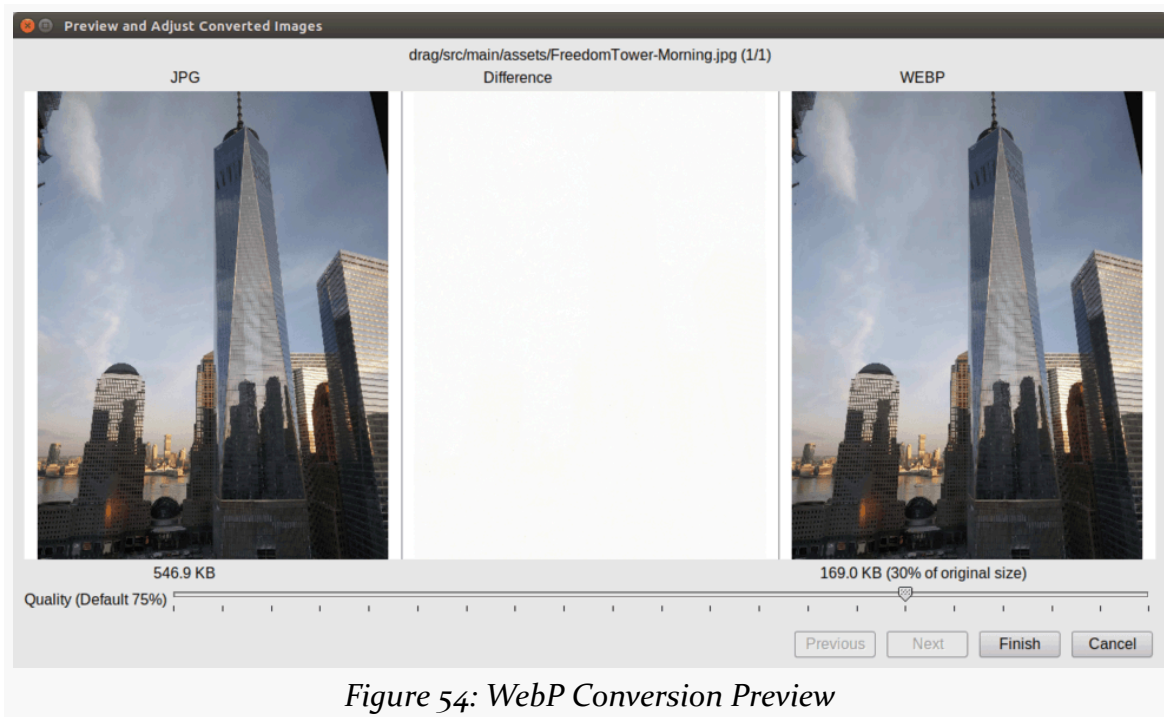 Preview and Adjust Converted Images
drag/src/main/assets/FreedomTower-Morning.jpg (1/1)
JPG Difference WEBP
546.9 KB 169.0 KB (30% of original size)
Quality (Default 75%)
Previous Next Finish Cancel
Figure 54: WebP Conversion Preview